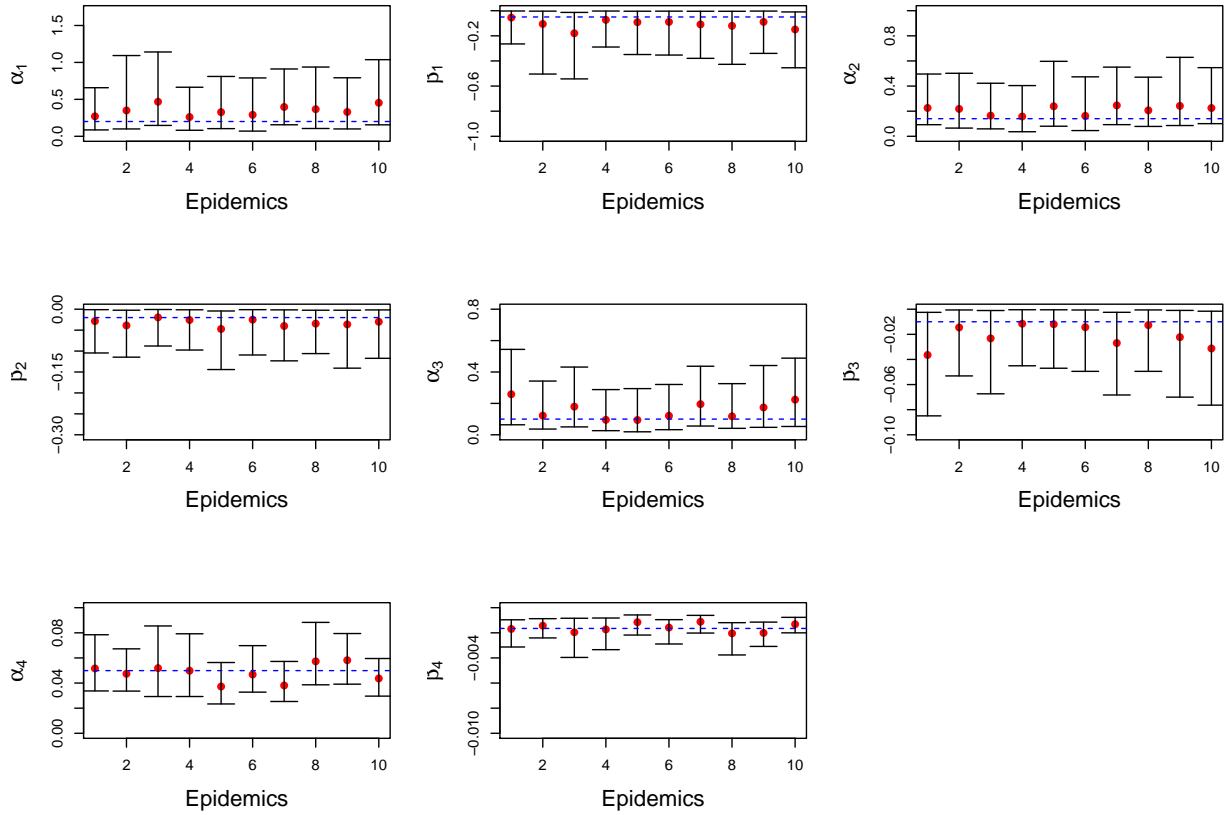 α₁
0.0 0.5 1.0 1.5
2 4 6 8 10
Epidemics
p₁
−1.0 −0.6 −0.2
2 4 6 8 10
Epidemics
α₂
0.0 0.4 0.8
2 4 6 8 10
Epidemics
p₂
−0.30 −0.15 0.00
2 4 6 8 10
Epidemics
α₃
0.0 0.4 0.8
2 4 6 8 10
Epidemics
p₃
−0.10 −0.06 −0.02
2 4 6 8 10
Epidemics
α₄
0.00 0.04 0.08
2 4 6 8 10
Epidemics
p₄
−0.010 −0.004
2 4 6 8 10
Epidemics